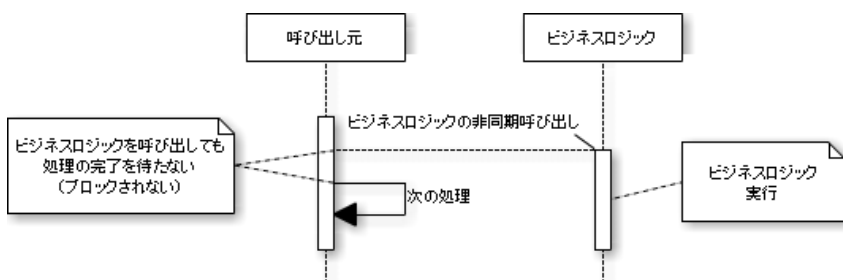 呼び出し元
ビジネスロジック
ビジネスロジックの非同期呼び出し
ビジネスロジックを呼び出しても
処理の完了を待たない
（ブロックされない）
次の処理
ビジネスロジック
実行